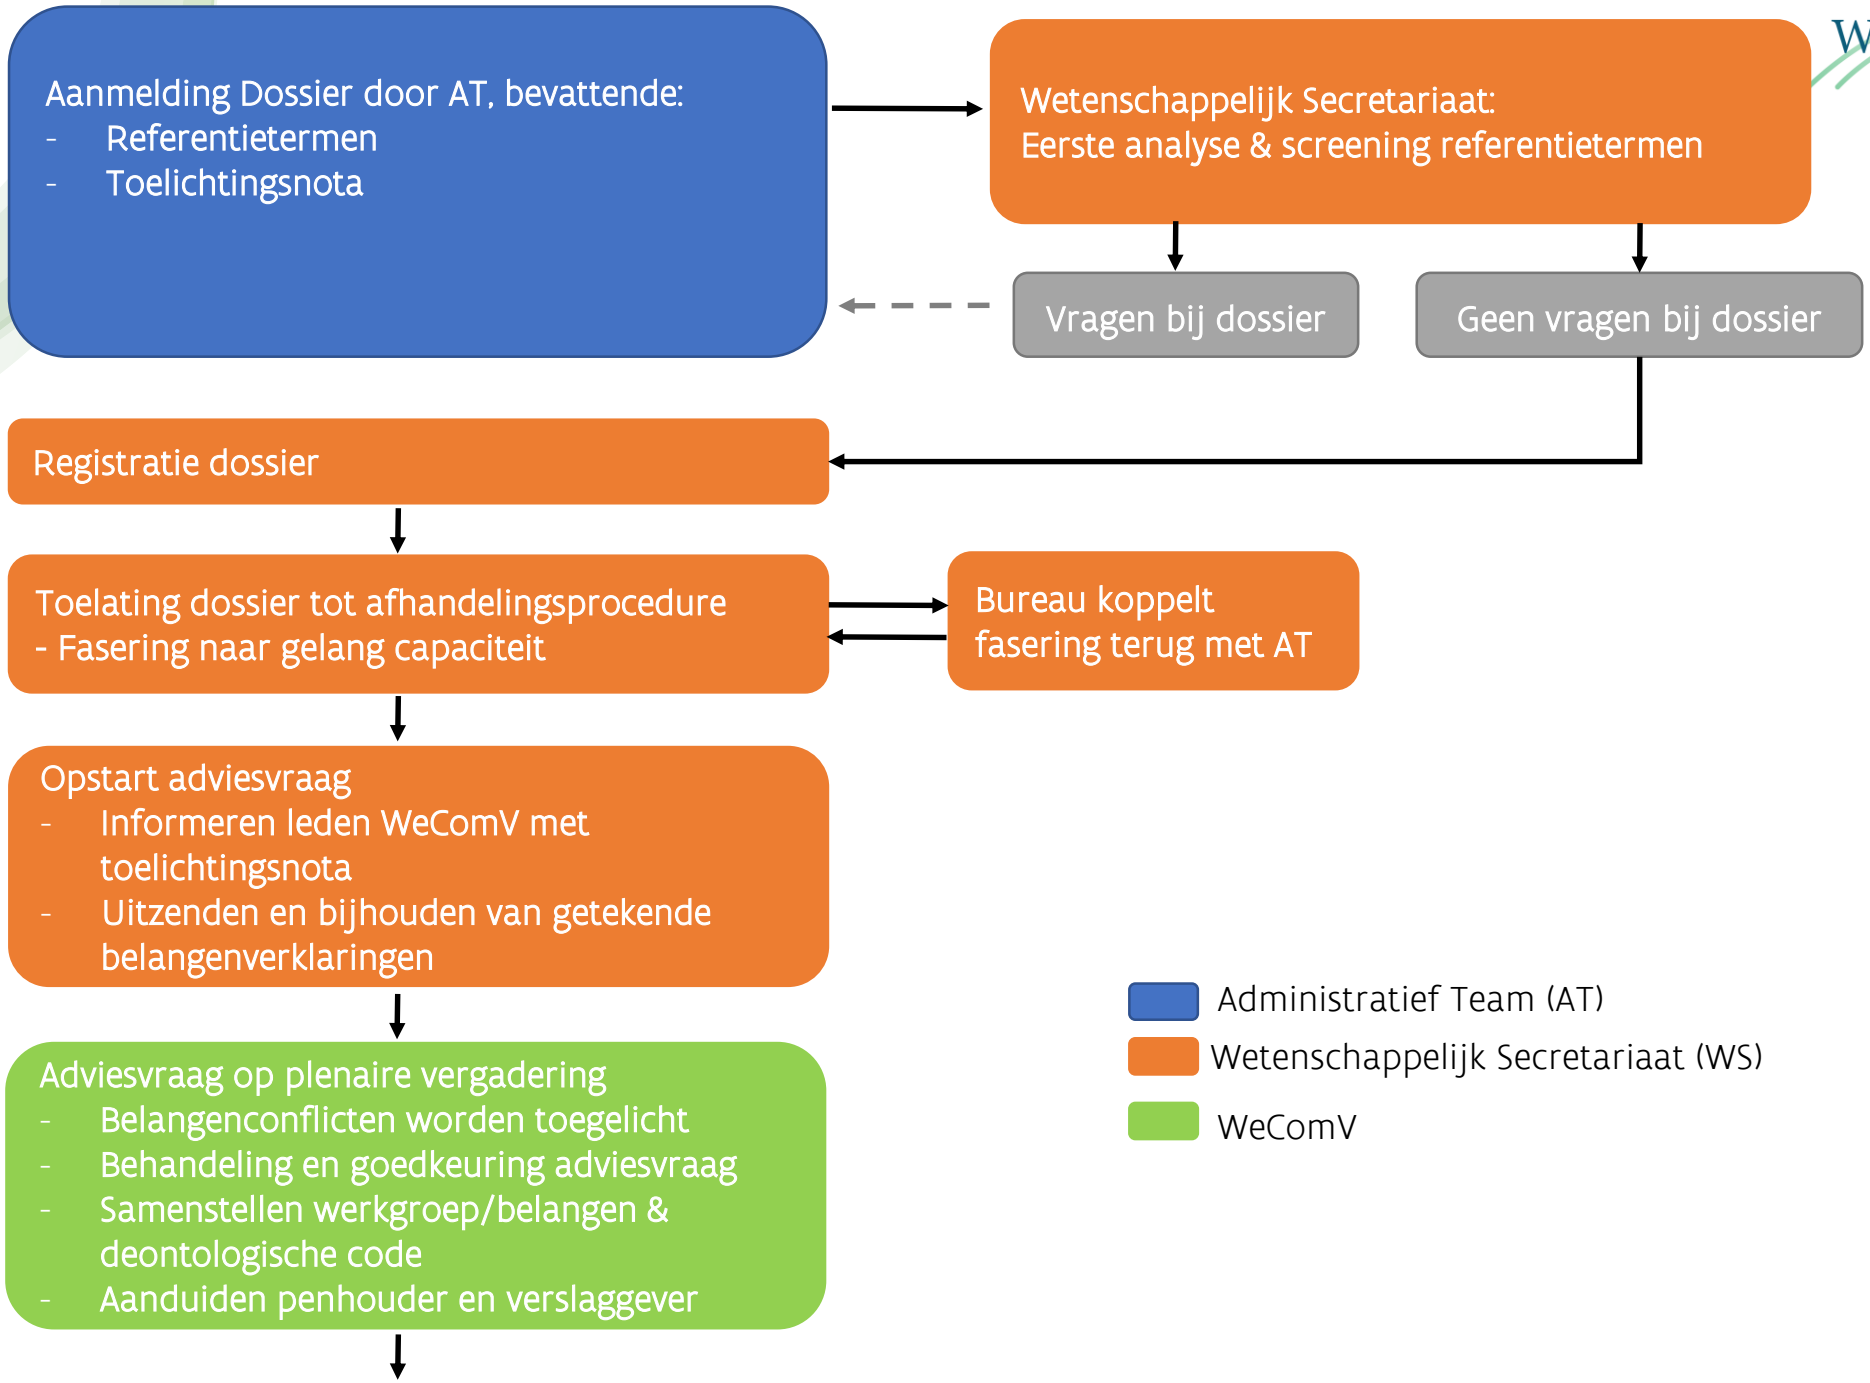 Aanmelding Dossier door AT, bevattende:
- Referentietermen
- Toelichtingsnota
Wetenschappelijk Secretariaat:
Eerste analyse & screening referentietermen
W
Vragen bij dossier
Geen vragen bij dossier
Registratie dossier
Toelating dossier tot afhandelingsprocedure
- Fasering naar gelang capaciteit
Bureau koppelt
fasering terug met AT
Opstart adviesvraag
- Informeren leden WeComV met
toelichtingsnota
- Uitzenden en bijhouden van getekende
belangenverklaringen
Adviesvraag op plenaire vergadering
- Belangenconflicten worden toegelicht
- Behandeling en goedkeuring adviesvraag
- Samenstellen werkgroep/belangen &
deontologische code
- Aanduiden penhouder en verslaggever
Administratief Team (AT)
Wetenschappelijk Secretariaat (WS)
WeComV